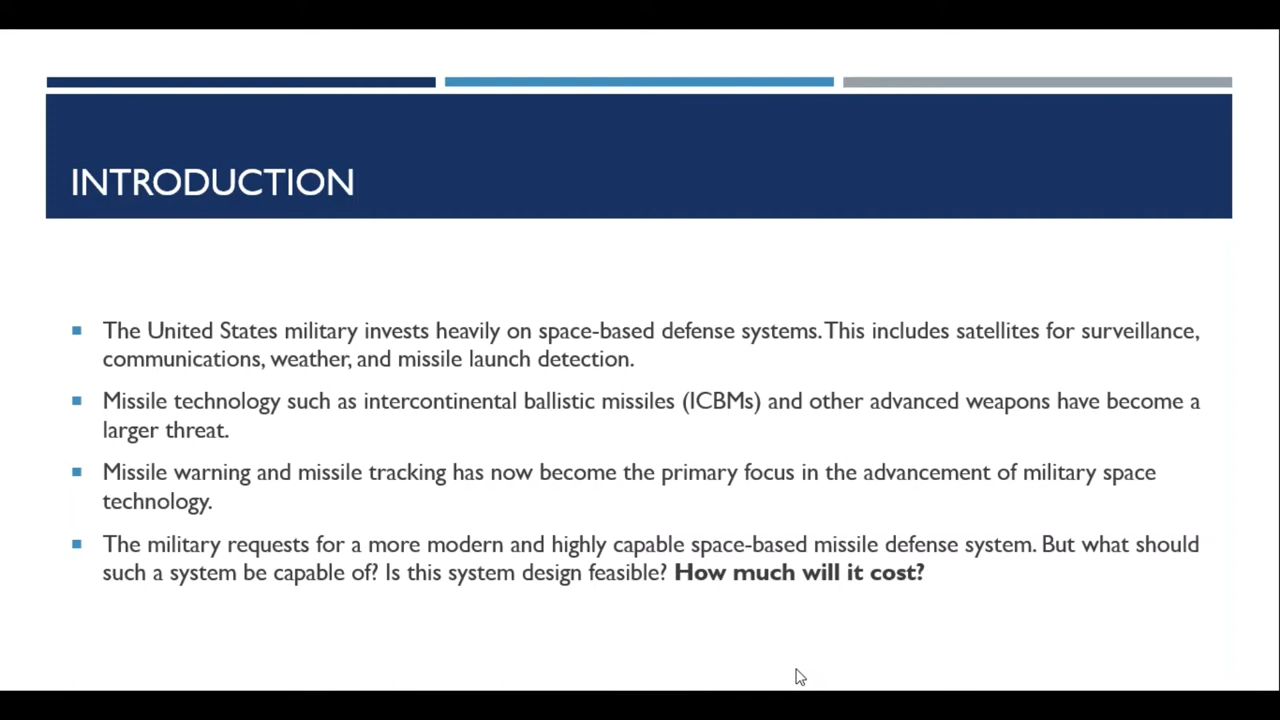 INTRODUCTION
The United States military invests heavily on space-based defense systems. This includes satellites for surveillance,
communications, weather, and missile launch detection.
Missile technology such as intercontinental ballistic missiles (ICBMs) and other advanced weapons have become a
larger threat.
Missile warning and missile tracking has now become the primary focus in the advancement of military space
technology.
The military requests for a more modern and highly capable space-based missile defense system. But what should
such a system be capable of? Is this system design feasible? How much will it cost?